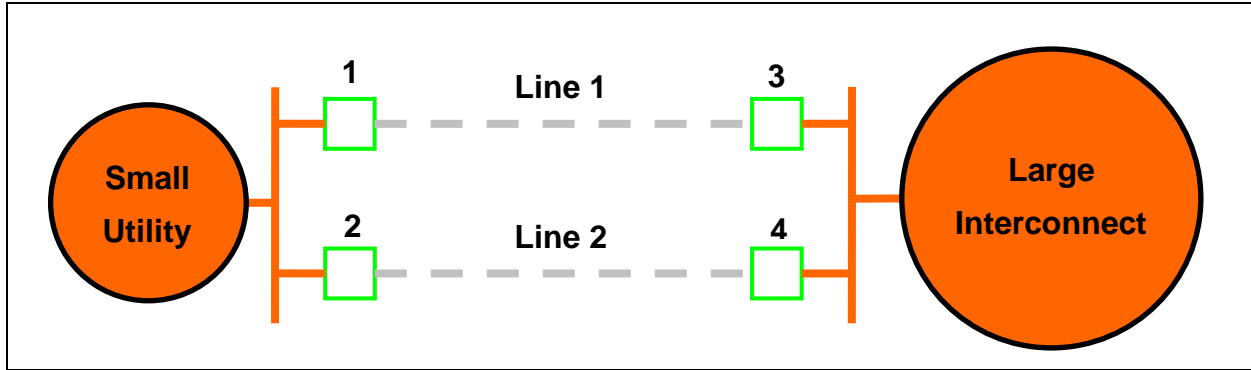 1
Line 1
3
Small
Utility
Large
Interconnect
2
Line 2
4